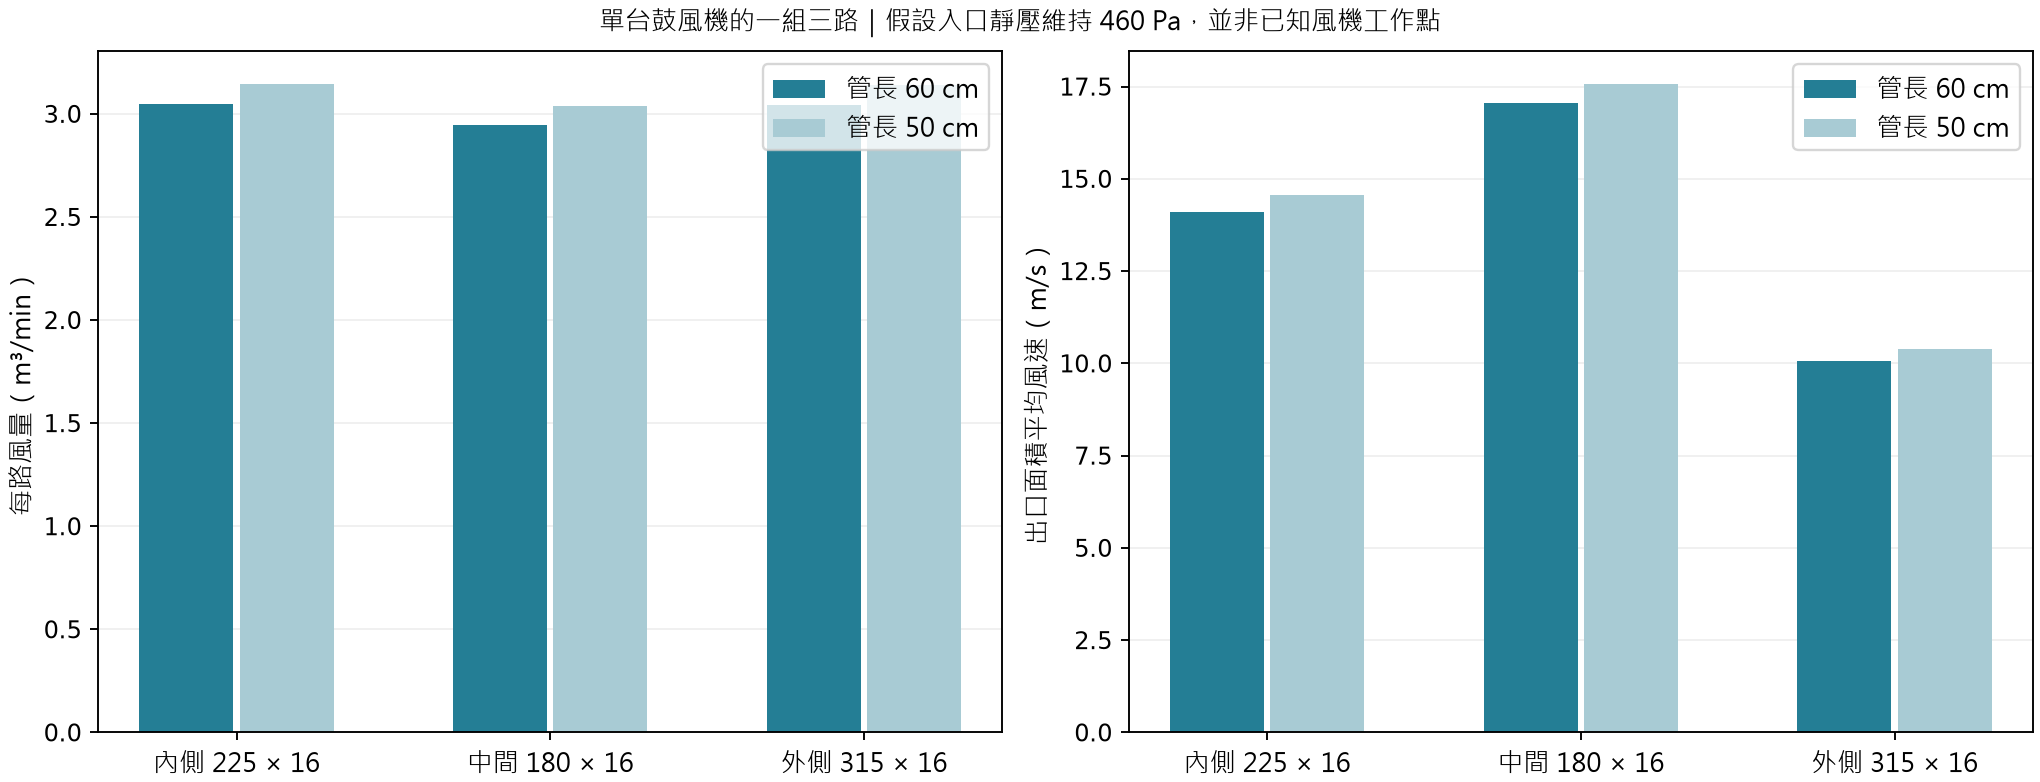 單台鼓風機的一組三路 | 假設入口靜壓維持 460 Pa，並非已知風機工作點
每路風量 ( m³/min )
3.0
2.5
2.0
1.5
1.0
0.5
0.0
管長 60 cm
管長 50 cm
內側 225 × 16
中間 180 × 16
外側 315 × 16
出口面積平均風速 ( m/s )
17.5
15.0
12.5
10.0
7.5
5.0
2.5
0.0
管長 60 cm
管長 50 cm
內側 225 × 16
中間 180 × 16
外側 315 × 16